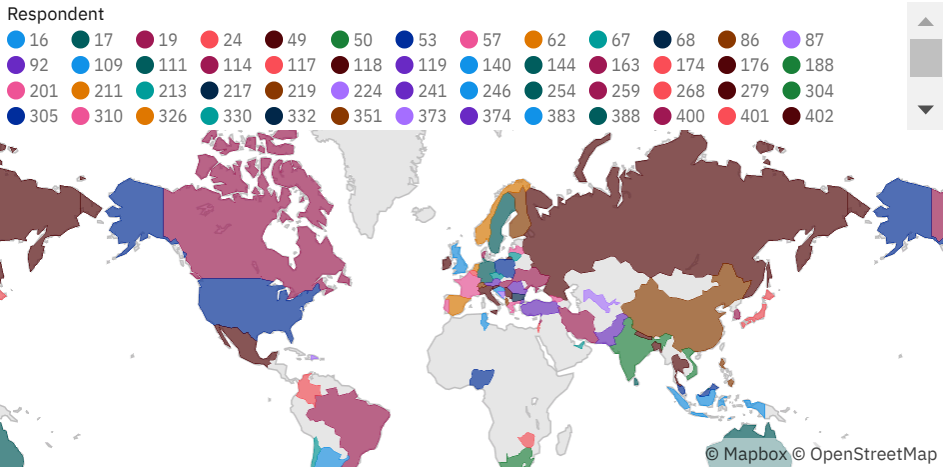 Respondent
16 17 19 24 49 50 53 57 62 67 68 86 87
92 109 111 114 117 118 119 140 144 163 174 176 188
201 211 213 217 219 224 241 246 254 259 268 279 304
305 310 326 330 332 351 373 374 383 388 400 401 402
© Mapbox © OpenStreetMap